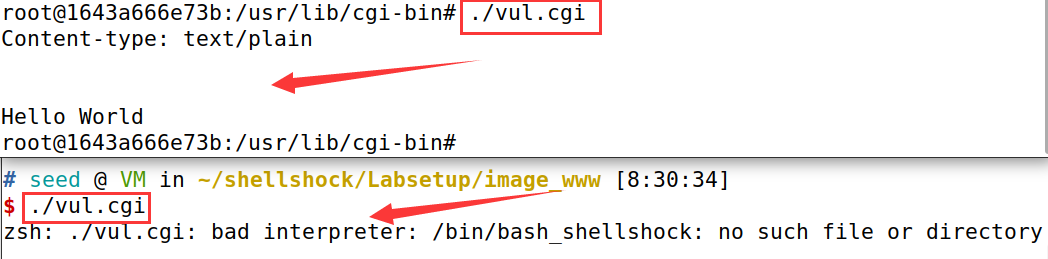 root@1643a666e73b:/usr/lib/cgi-bin# ./vul.cgi
Content-type: text/plain
Hello World
root@1643a666e73b:/usr/lib/cgi-bin#
# seed @ VM in ~/shellshock/Labsetup/image_www [8:30:34]
$ ./vul.cgi
zsh: ./vul.cgi: bad interpreter: /bin/bash_shellshock: no such file or directory